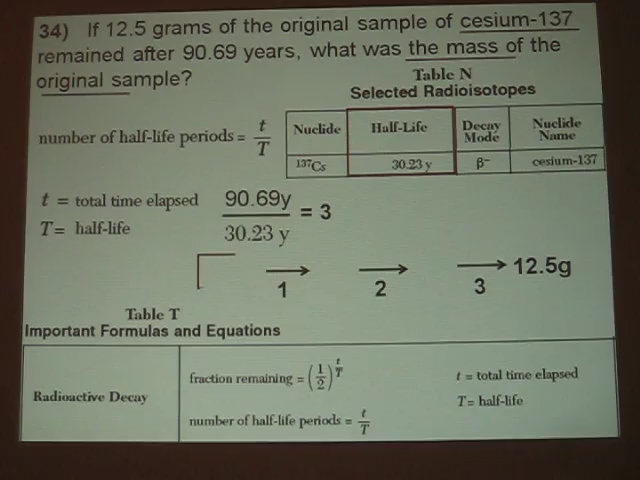 34) If 12.5 grams of the original sample of cesium-137
remained after 90.69 years, what was the mass of the
original sample?
Table N
Selected Radioisotopes
number of half-life periods = t/T
Nuclide Half-Life Decay Mode Nuclide Name
137Cs 30.23 y β− cesium-137
t = total time elapsed
T= half-life
90.69y
30.23 y
= 3
1 2 3 12.5g
Table T
Important Formulas and Equations
Radioactive Decay
fraction remaining = (1/2)^t/T
number of half-life periods = t/T
t = total time elapsed
T= half-life